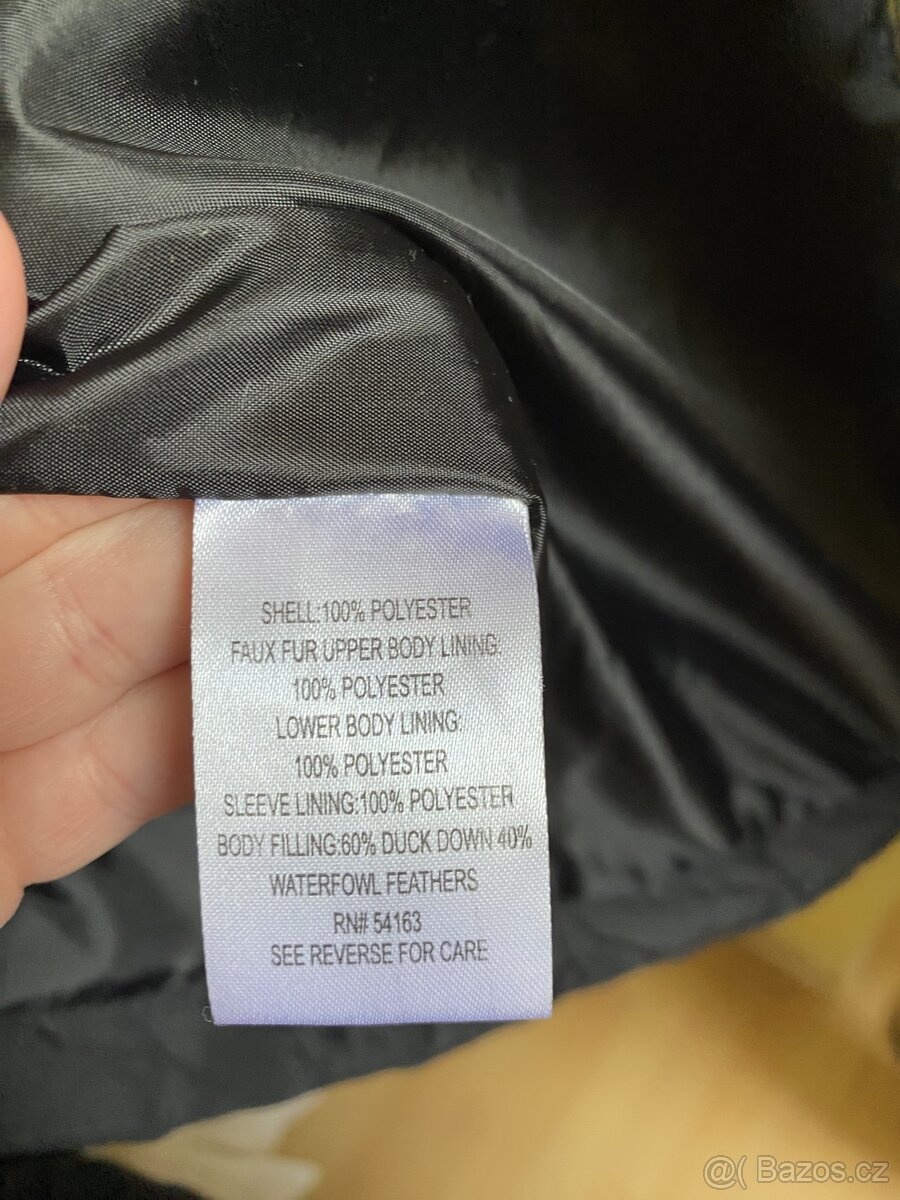 SHELL:100% POLYESTER
FAUX FUR UPPER BODY LINING:
100% POLYESTER
LOWER BODY LINING:
100% POLYESTER
SLEEVE LINING:100% POLYESTER
BODY FILLING:60% DUCK DOWN 40%
WATERFOWL FEATHERS
RN# 54163
SEE REVERSE FOR CARE
@( Bazos.cz